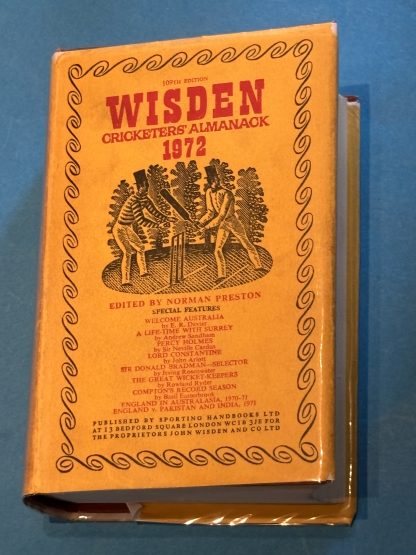 109TH EDITION
WISDEN
CRICKETERS' ALMANACK
1972
EDITED BY NORMAN PRESTON
SPECIAL FEATURES
WELCOME AUSTRALIA
by E. R. Dexter
A LIFE-TIME WITH SURREY
by Andrew Sandham
PERCY HOLMES
by Sir Neville Cardus
LORD CONSTANTINE
by John Arlott
SIR DONALD BRADMAN—SELECTOR
by Irving Rosenwater
THE GREAT WICKET-KEEPERS
by Rowland Ryder
COMPTON'S RECORD SEASON
by Basil Easterbrook
ENGLAND IN AUSTRALASIA, 1970-71
ENGLAND v. PAKISTAN AND INDIA, 1971
PUBLISHED BY SPORTING HANDBOOKS LTD
AT 13 BEDFORD SQUARE LONDON WC1B 3JE FOR
THE PROPRIETORS JOHN WISDEN AND CO LTD